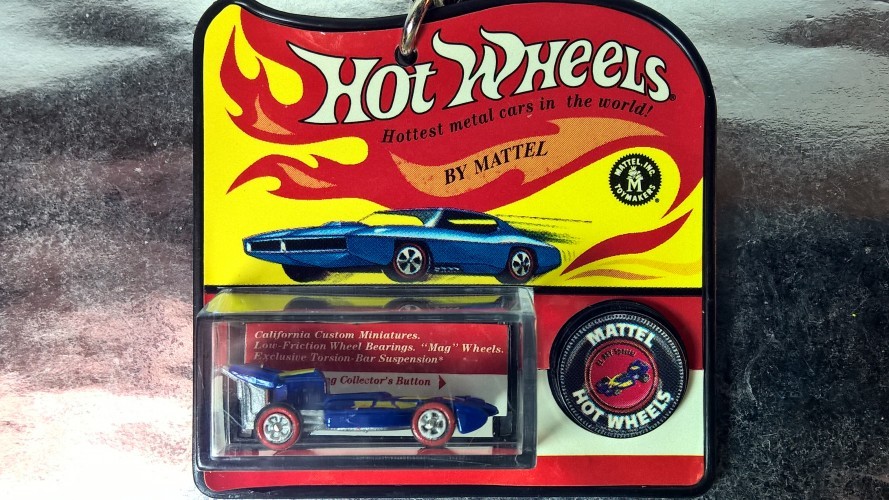 HOT WHEELS®
Hottest metal cars in the world!
BY MATTEL
MATTEL, INC.
M
TOYMAKERS
®
California Custom Miniatures.
Low-Friction Wheel Bearings. "Mag" Wheels.
Exclusive Torsion-Bar Suspension*
Collector's Button
MATTEL
HOT WHEELS